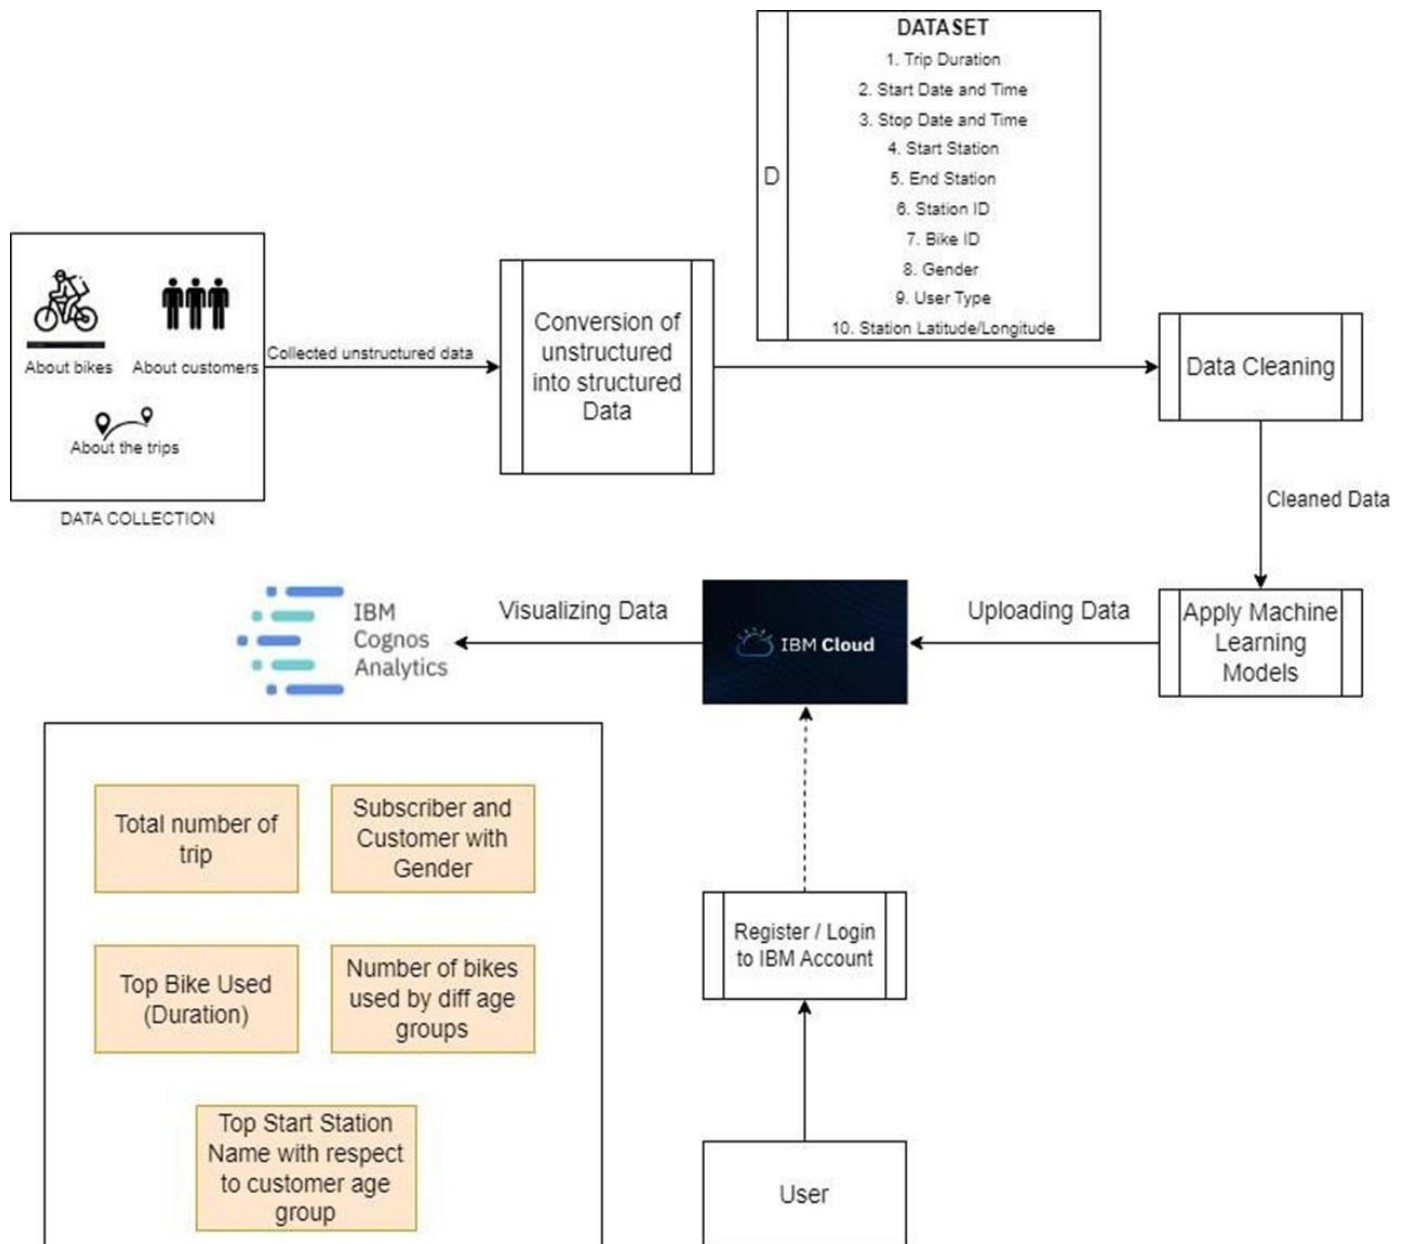 DATASET
1. Trip Duration
2. Start Date and Time
3. Stop Date and Time
4. Start Station
5. End Station
6. Station ID
7. Bike ID
8. Gender
9. User Type
10. Station Latitude/Longitude
D
About bikes
About customers
About the trips
DATA COLLECTION
Collected unstructured data
Conversion of
unstructured
into structured
Data
Data Cleaning
Cleaned Data
Apply Machine
Learning
Models
Uploading Data
IBM Cloud
Visualizing Data
IBM
Cognos
Analytics
Total number of
trip
Subscriber and
Customer with
Gender
Top Bike Used
(Duration)
Number of bikes
used by diff age
groups
Top Start Station
Name with respect
to customer age
group
Register / Login
to IBM Account
User